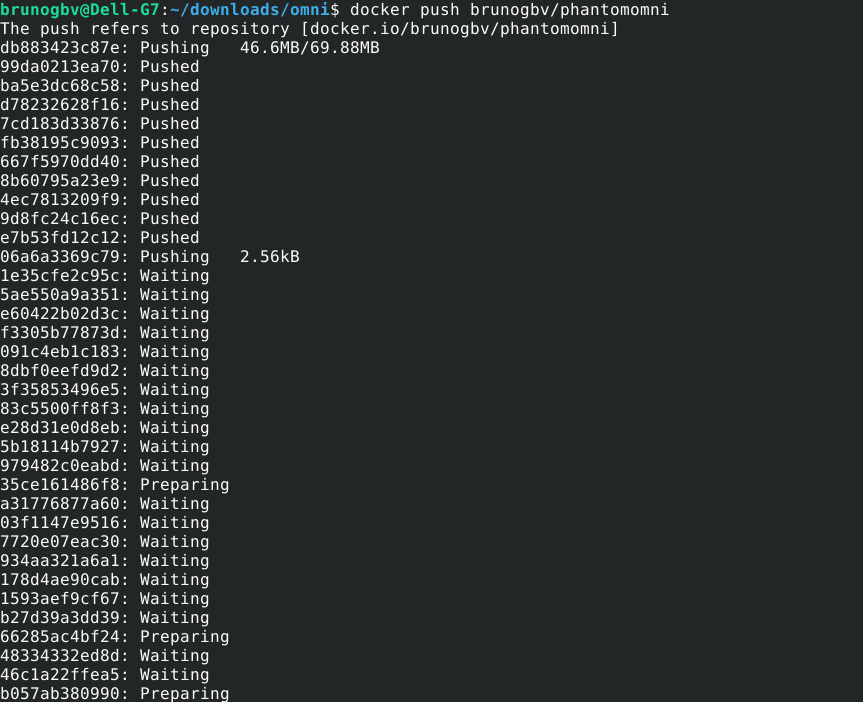 brunogbv@Dell-G7:~/downloads/omni$ docker push brunogbv/phantomomni
The push refers to repository [docker.io/brunogbv/phantomomni]
db883423c87e: Pushing   46.6MB/69.88MB
99da0213ea70: Pushed
ba5e3dc68c58: Pushed
d78232628f16: Pushed
7cd183d33876: Pushed
fb38195c9093: Pushed
667f5970dd40: Pushed
8b60795a23e9: Pushed
4ec7813209f9: Pushed
9d8fc24c16ec: Pushed
e7b53fd12c12: Pushed
06a6a3369c79: Pushing   2.56kB
1e35cfe2c95c: Waiting
5ae550a9a351: Waiting
e60422b02d3c: Waiting
f3305b77873d: Waiting
091c4eb1c183: Waiting
8dbf0eefd9d2: Waiting
3f35853496e5: Waiting
83c5500ff8f3: Waiting
e28d31e0d8eb: Waiting
5b18114b7927: Waiting
979482c0eabd: Waiting
35ce161486f8: Preparing
a31776877a60: Waiting
03f1147e9516: Waiting
7720e07eac30: Waiting
934aa321a6a1: Waiting
178d4ae90cab: Waiting
1593aef9cf67: Waiting
b27d39a3dd39: Waiting
66285ac4bf24: Preparing
48334332ed8d: Waiting
46c1a22ffea5: Waiting
b057ab380990: Preparing